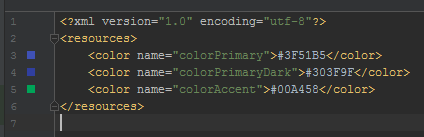 1 <?xml version="1.0" encoding="utf-8"?>
2 <resources>
3 <color name="colorPrimary">#3F51B5</color>
4 <color name="colorPrimaryDark">#303F9F</color>
5 <color name="colorAccent">#00A458</color>
6 </resources>
7